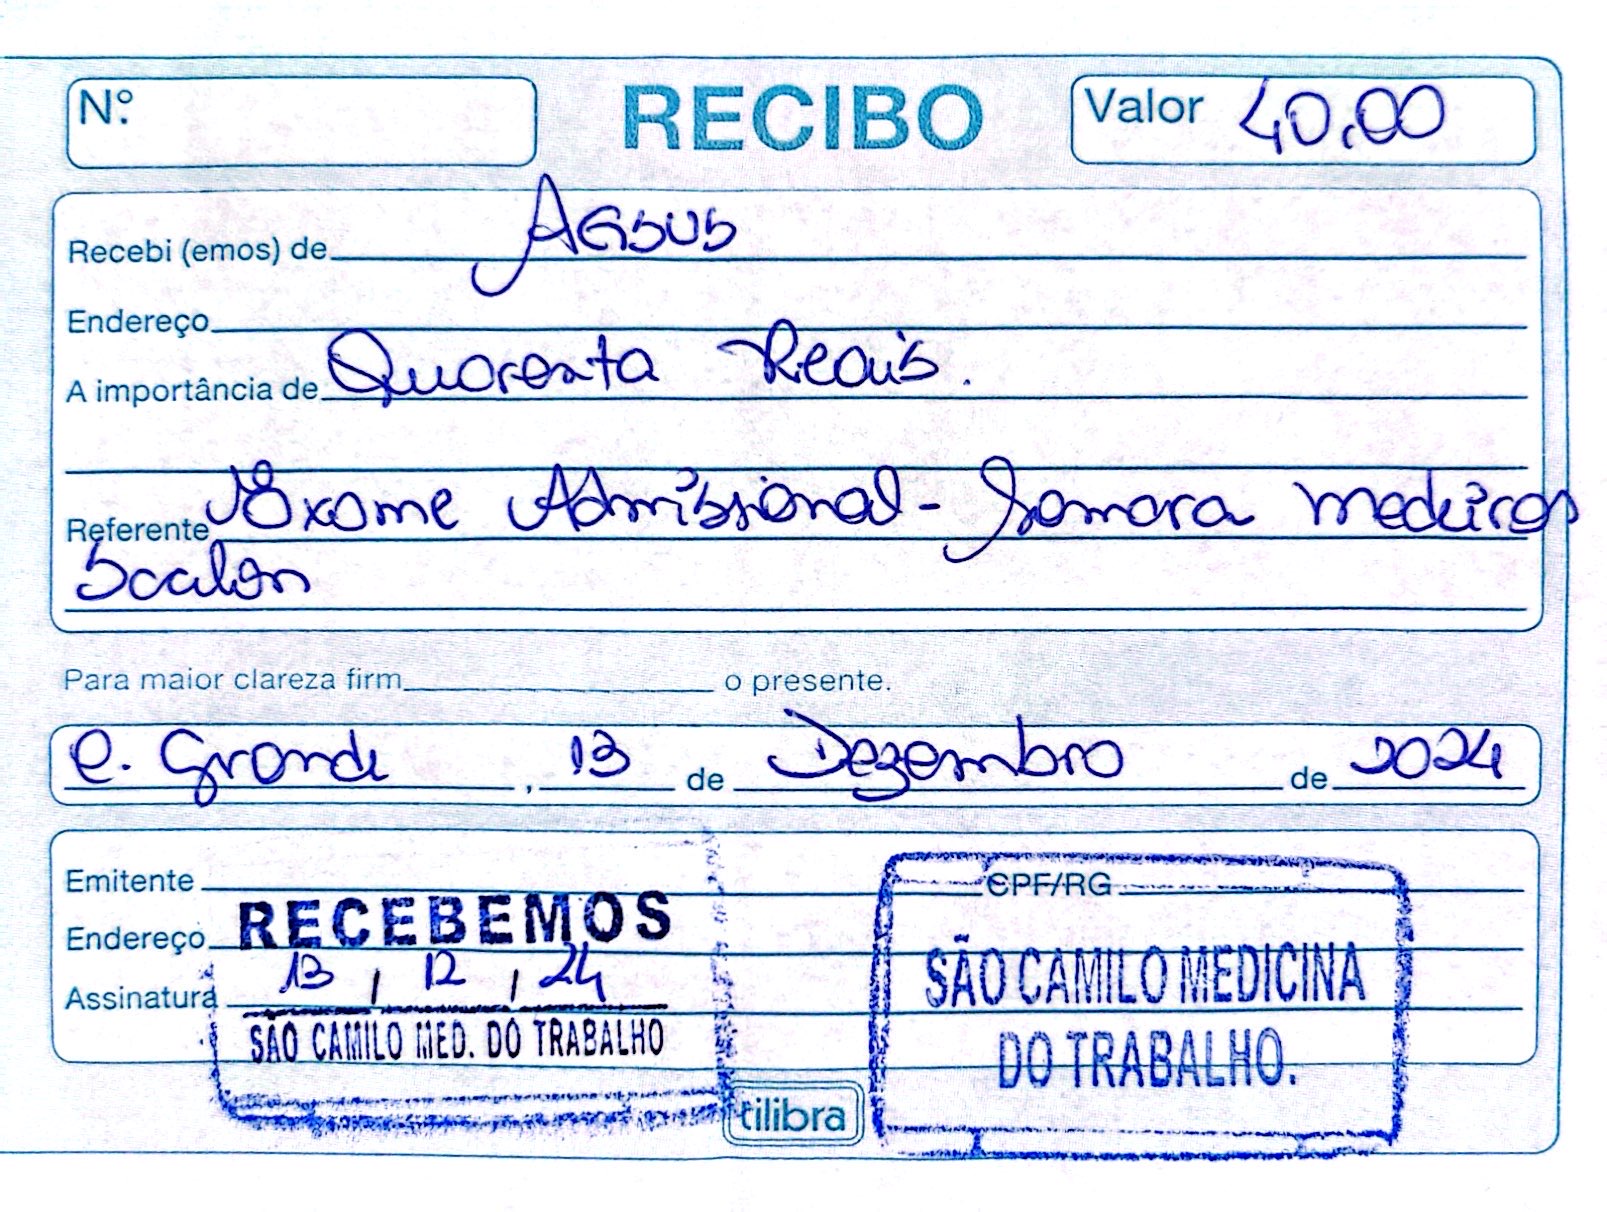 Nº RECIBO Valor 40,00
Recebi (emos) de AGSUS
Endereço
A importância de Quarenta Reais.
Referente Exame Admissional - Samara Medeiros
Scalon
Para maior clareza firm o presente.
C. Grande, 13 de Dezembro de 2024
Emitente CPF/RG
Endereço
Assinatura
RECEBEMOS
13 / 12 / 24
SÃO CAMILO MED. DO TRABALHO
SÃO CAMILO MEDICINA
DO TRABALHO.
tilibra